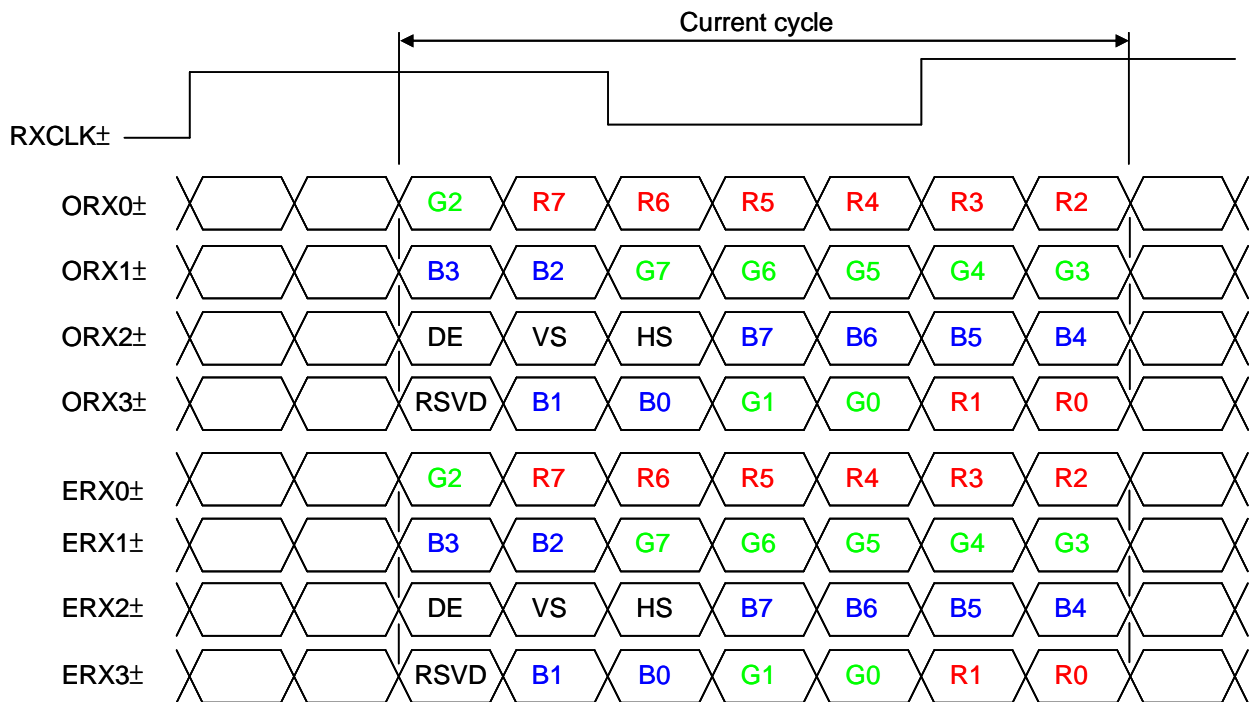 Current cycle
RXCLK±
ORX0± G2 R7 R6 R5 R4 R3 R2
ORX1± B3 B2 G7 G6 G5 G4 G3
ORX2± DE VS HS B7 B6 B5 B4
ORX3± RSVD B1 B0 G1 G0 R1 R0
ERX0± G2 R7 R6 R5 R4 R3 R2
ERX1± B3 B2 G7 G6 G5 G4 G3
ERX2± DE VS HS B7 B6 B5 B4
ERX3± RSVD B1 B0 G1 G0 R1 R0